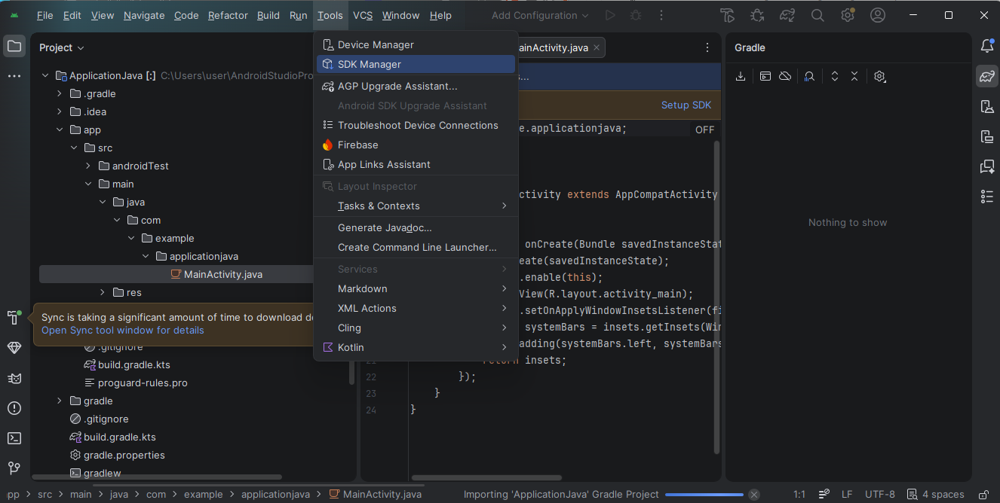 File Edit View Navigate Code Refactor Build Run Tools VCS Window Help Add Configuration
Project
ainActivity.java
Gradle
Device Manager
SDK Manager
AGP Upgrade Assistant...
Android SDK Upgrade Assistant
Troubleshoot Device Connections
Firebase
App Links Assistant
Layout Inspector
Tasks & Contexts
Generate Javadoc...
Create Command Line Launcher...
Services
Markdown
XML Actions
Cling
Kotlin
ApplicationJava [:] C:\Users\user\AndroidStudioPro
.gradle
.idea
app
src
androidTest
main
java
com
example
applicationjava
MainActivity.java
res
Sync is taking a significant amount of time to download de
Open Sync tool window for details
.gitignore
build.gradle.kts
proguard-rules.pro
gradle
.gitignore
build.gradle.kts
gradle.properties
gradlew
s...
Setup SDK
e.applicationjava;
OFF
ctivity extends AppCompatActivity
onCreate(Bundle savedInstanceStat
eate(savedInstanceState);
.enable(this);
View(R.layout.activity_main);
.setOnApplyWindowInsetsListener(fi
systemBars = insets.getInsets(Win
adding(systemBars.left, systemBars
21 return insets;
22 });
23 }
24 }
Nothing to show
pp > src > main > java > com > example > applicationjava > MainActivity.java
Importing 'ApplicationJava' Gradle Project
1:1 LF UTF-8 4 spaces